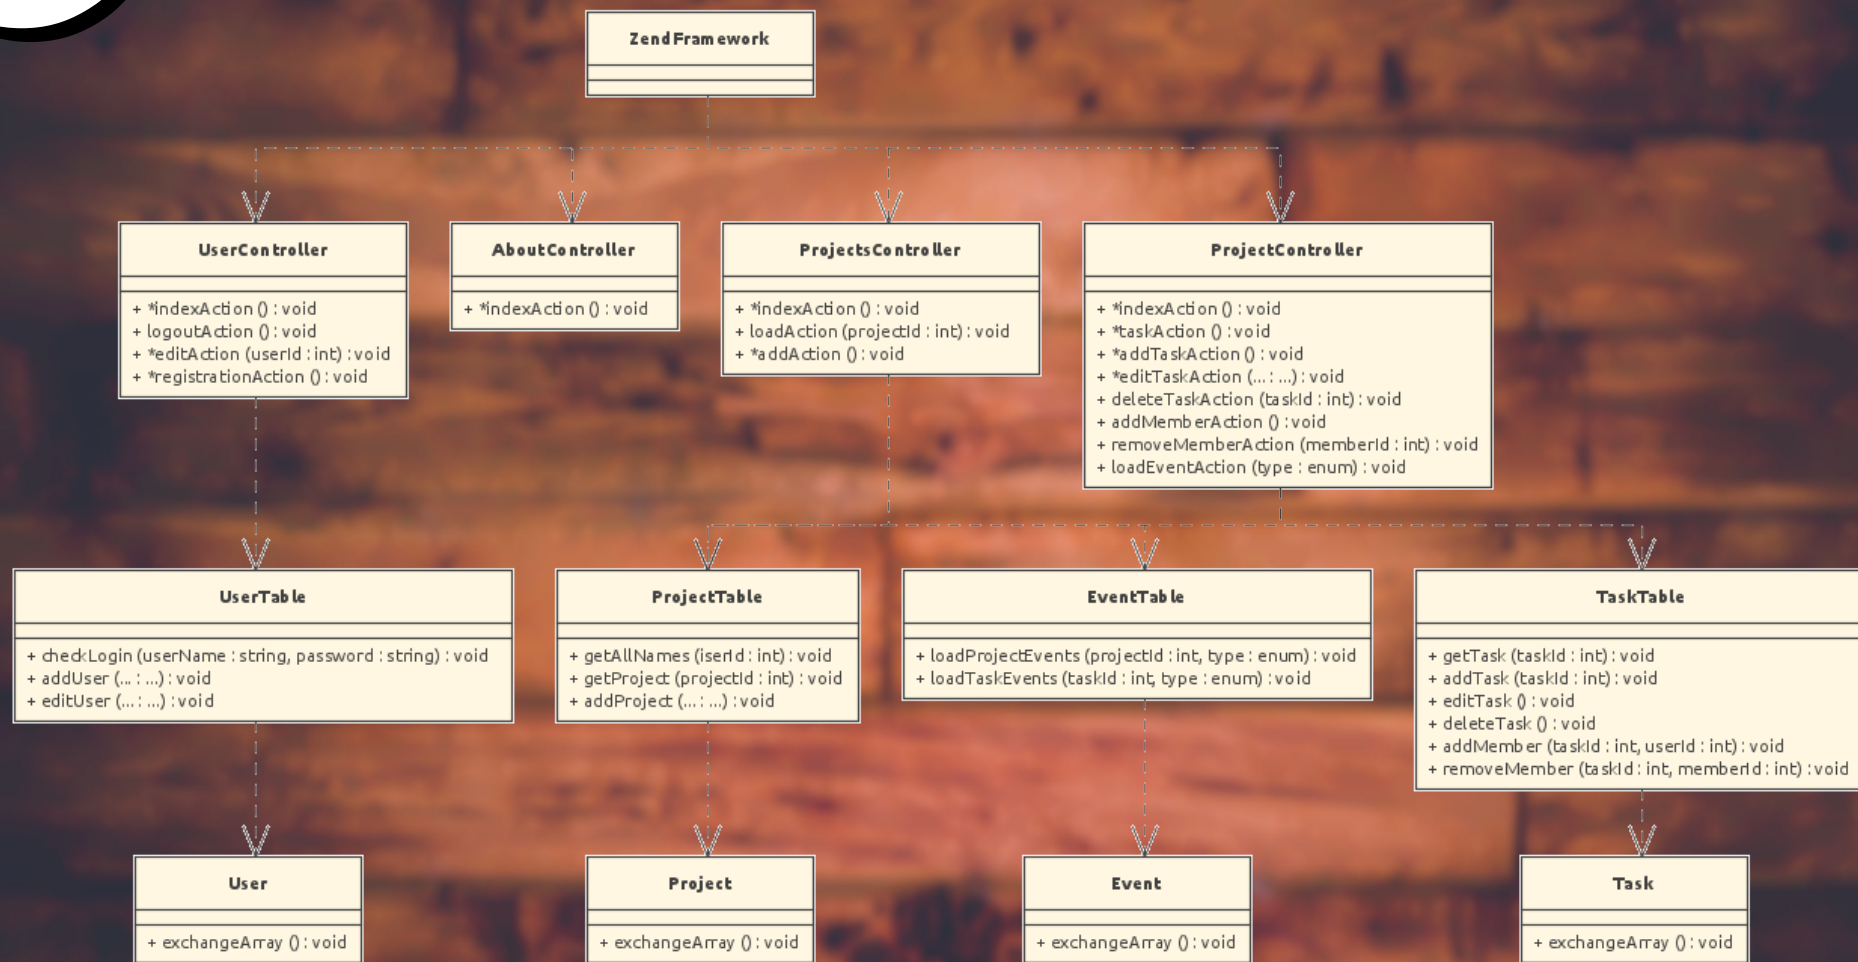 ZendFramework
UserController
+ *indexAction () : void
+ logoutAction () : void
+ *editAction (userId : int) : void
+ *registrationAction () : void
AboutController
+ *indexAction () : void
ProjectsController
+ *indexAction () : void
+ loadAction (projectId : int) : void
+ *addAction () : void
ProjectController
+ *indexAction () : void
+ *taskAction () : void
+ *addTaskAction () : void
+ *editTaskAction (... : ...) : void
+ deleteTaskAction (taskId : int) : void
+ addMemberAction () : void
+ removeMemberAction (memberId : int) : void
+ loadEventAction (type : enum) : void
UserTable
+ checkLogin (userName : string, password : string) : void
+ addUser (... : ...) : void
+ editUser (... : ...) : void
ProjectTable
+ getAllNames (iserId : int) : void
+ getProject (projectId : int) : void
+ addProject (... : ...) : void
EventTable
+ loadProjectEvents (projectId : int, type : enum) : void
+ loadTaskEvents (taskId : int, type : enum) : void
TaskTable
+ getTask (taskId : int) : void
+ addTask (taskId : int) : void
+ editTask () : void
+ deleteTask () : void
+ addMember (taskId : int, userId : int) : void
+ removeMember (taskId : int, memberId : int) : void
User
+ exchangeArray () : void
Project
+ exchangeArray () : void
Event
+ exchangeArray () : void
Task
+ exchangeArray () : void